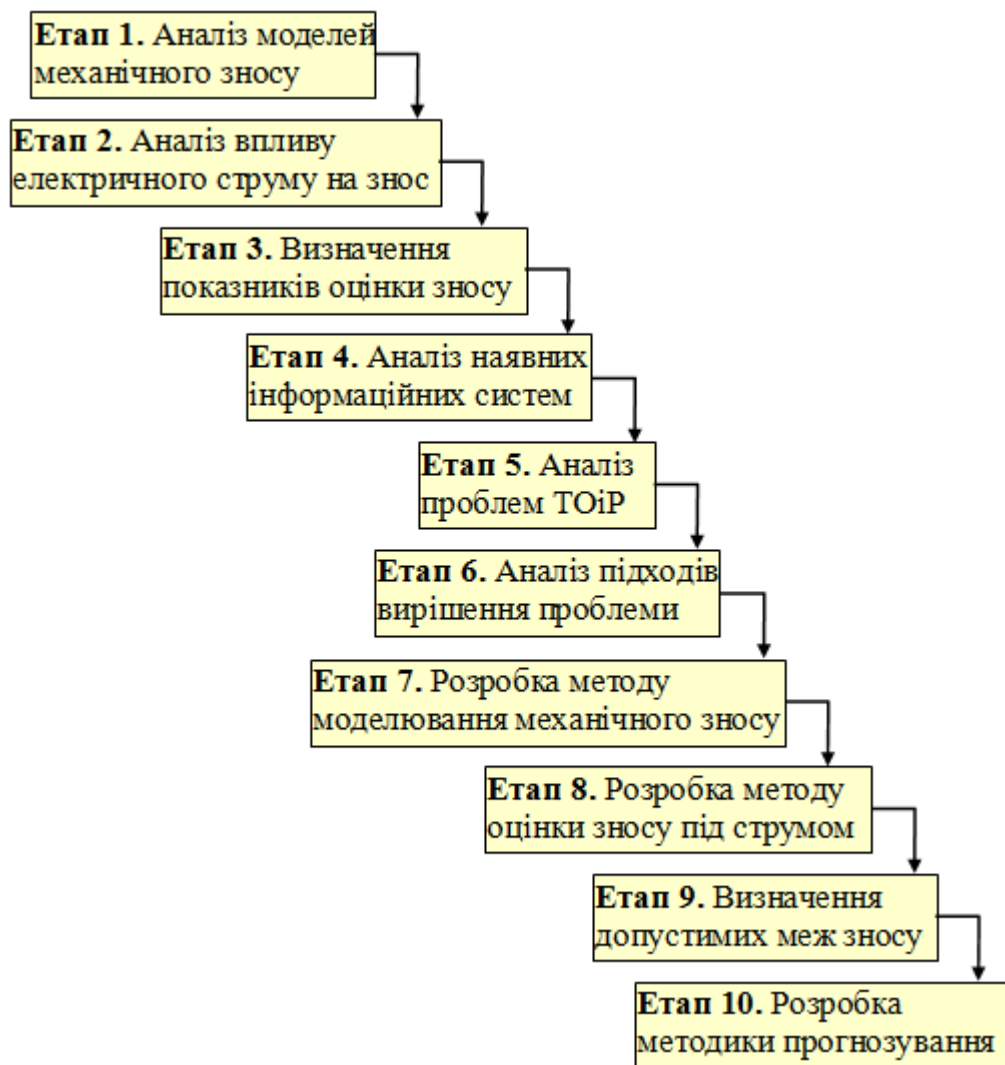 Етап 1. Аналіз моделей
механічного зносу
Етап 2. Аналіз впливу
електричного струму на знос
Етап 3. Визначення
показників оцінки зносу
Етап 4. Аналіз наявних
інформаційних систем
Етап 5. Аналіз
проблем ТОіР
Етап 6. Аналіз підходів
вирішення проблеми
Етап 7. Розробка методу
моделювання механічного зносу
Етап 8. Розробка методу
оцінки зносу під струмом
Етап 9. Визначення
допустимих меж зносу
Етап 10. Розробка
методики прогнозування